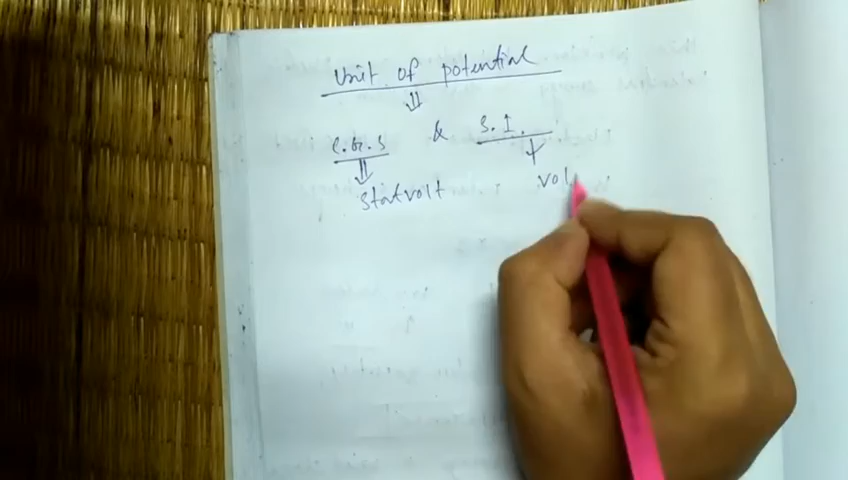 Unit of potential
C.G.S & S.I.
Statvolt vol